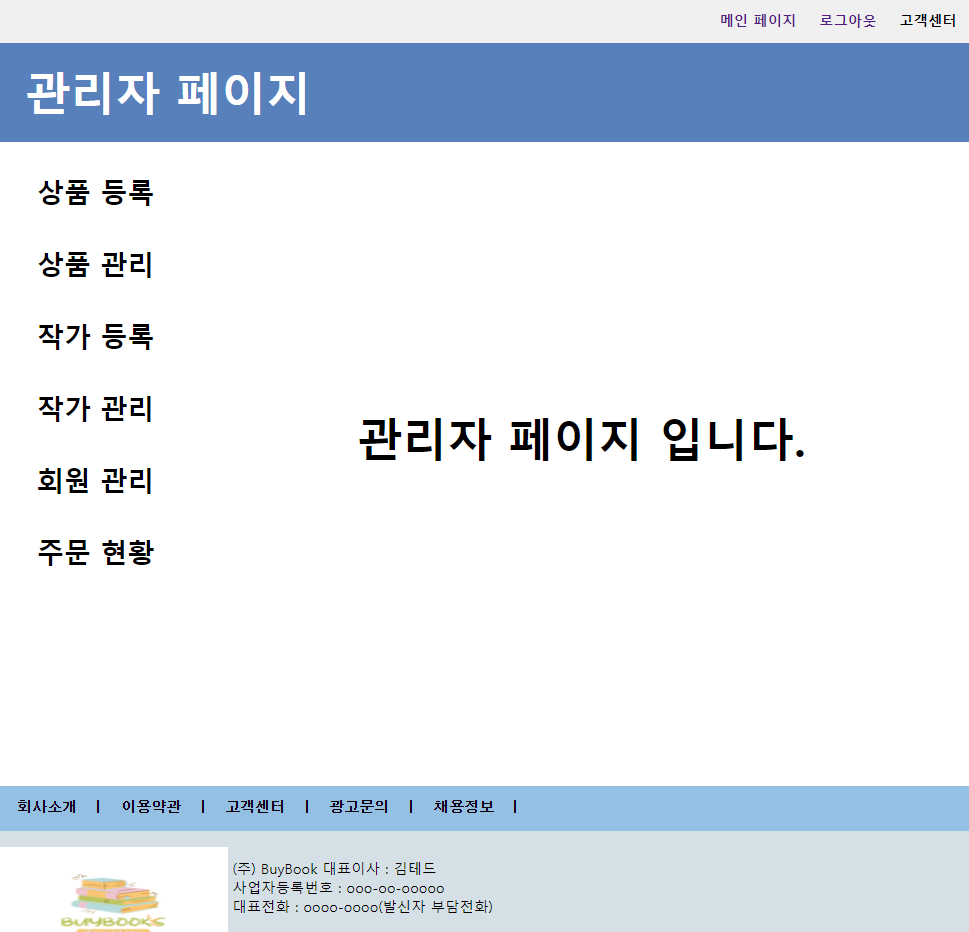 메인 페이지 로그아웃 고객센터
관리자 페이지
상품 등록
상품 관리
작가 등록
작가 관리
회원 관리
주문 현황
관리자 페이지 입니다.
회사소개 | 이용약관 | 고객센터 | 광고문의 | 채용정보 |
BUYBOOKS
(주) BuyBook 대표이사 : 김테드
사업자등록번호 : ooo-oo-ooooo
대표전화 : oooo-oooo(발신자 부담전화)